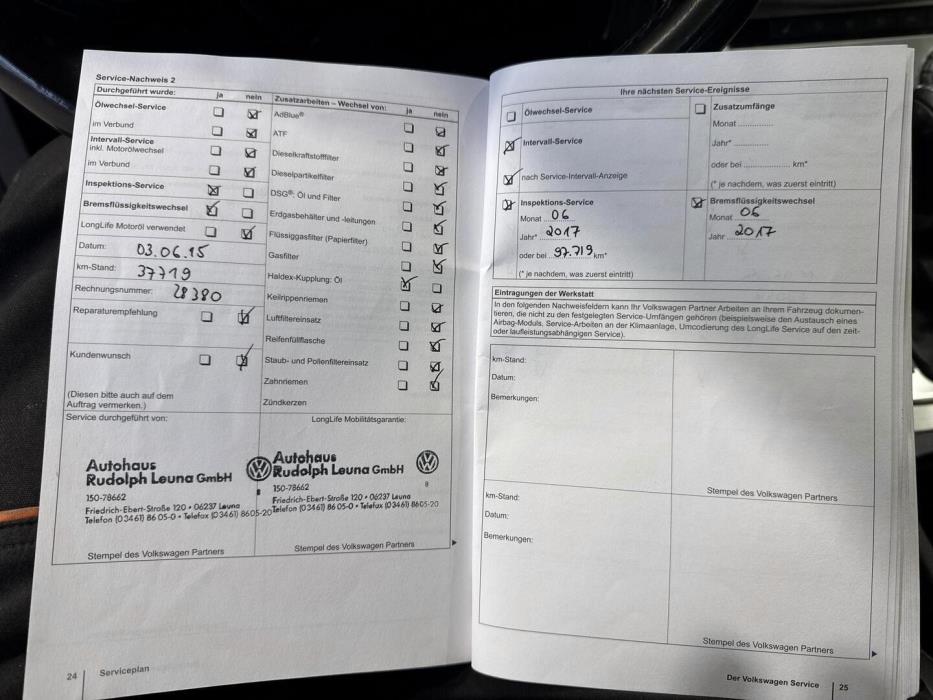 Service-Nachweis 2
Durchgeführt wurde: ja nein
Ölwechsel-Service
im Verbund
Intervall-Service
inkl. Motorölwechsel
im Verbund
Inspektions-Service
Bremsflüssigkeitswechsel
LongLife Motoröl verwendet
Datum: 03.06.15
km-Stand: 37719
Rechnungsnummer: 28380
Reparaturempfehlung
Kundenwunsch
(Diesen bitte auch auf dem
Auftrag vermerken.)
Zusatzarbeiten – Wechsel von: ja nein
AdBlue®
ATF
Dieselkraftstofffilter
Dieselpartikelfilter
DSG®: Öl und Filter
Erdgasbehälter und -leitungen
Flüssiggasfilter (Papierfilter)
Gasfilter
Haldex-Kupplung: Öl
Keilrippenriemen
Luftfiltereinsatz
Reifenfüllflasche
Staub- und Pollenfiltereinsatz
Zahnriemen
Zündkerzen
Service durchgeführt von:
Autohaus
Rudolph Leuna GmbH
150-78662
Friedrich-Ebert-Straße 120 • 06237 Leuna
Telefon (03461) 8605-0 • Telefax (03461) 8605-20
Stempel des Volkswagen Partners
LongLife Mobilitätsgarantie:
Autohaus
Rudolph Leuna GmbH
150-78662 8
Friedrich-Ebert-Straße 120 • 06237 Leuna
Telefon (03461) 8605-0 • Telefax (03461) 8605-20
Stempel des Volkswagen Partners
24 Serviceplan
Ihre nächsten Service-Ereignisse
Ölwechsel-Service
Intervall-Service
nach Service-Intervall-Anzeige
Zusatzumfänge
Monat ............
Jahr* ............
oder bei ............... km*
(* je nachdem, was zuerst eintritt)
Inspektions-Service
Monat 06
Jahr* 2017
oder bei 97.719 km*
(* je nachdem, was zuerst eintritt)
Bremsflüssigkeitswechsel
Monat 06
Jahr 2017
Eintragungen der Werkstatt
In den folgenden Nachweisfeldern kann Ihr Volkswagen Partner Arbeiten an Ihrem Fahrzeug dokumen-
tieren, die nicht zu den festgelegten Service-Umfängen gehören (beispielsweise den Austausch eines
Airbag-Moduls, Service-Arbeiten an der Klimaanlage, Umcodierung des LongLife Service auf den zeit-
oder laufleistungsabhängigen Service).
km-Stand:
Datum:
Bemerkungen:
Stempel des Volkswagen Partners
km-Stand:
Datum:
Bemerkungen:
Stempel des Volkswagen Partners
Der Volkswagen Service 25